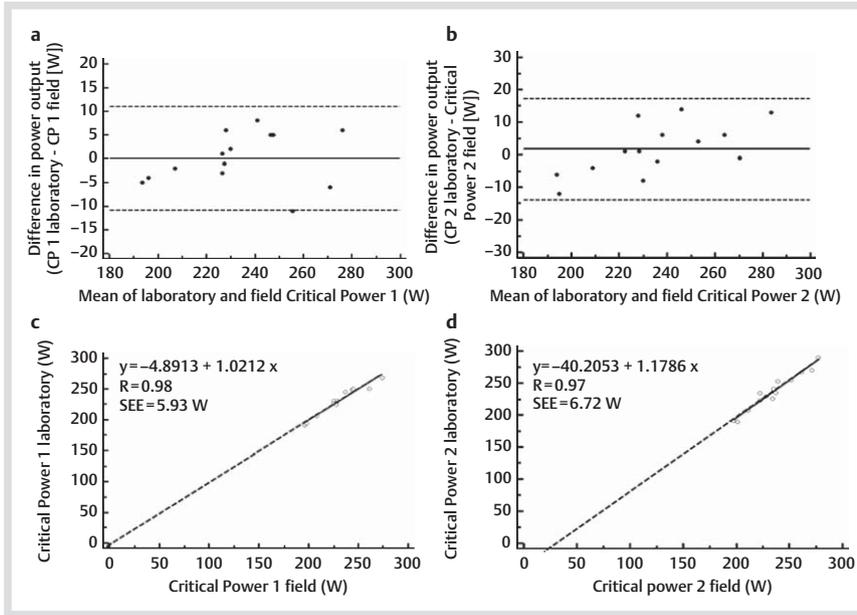 a
Difference in power output
(CP 1 laboratory - CP 1 field [W])
20
15
10
5
0
–5
–10
–15
–20
180 200 220 240 260 280 300
Mean of laboratory and field Critical Power 1 (W)
b
Difference in power output
(CP 2 laboratory - Critical
Power 2 field [W])
30
20
10
0
–10
–20
–30
180 200 220 240 260 280 300
Mean of laboratory and field Critical Power 2 (W)
c
Critical Power 1 laboratory (W)
300
250
200
150
100
50
0
y=–4.8913 + 1.0212 x
R=0.98
SEE=5.93 W
0 50 100 150 200 250 300
Critical Power 1 field (W)
d
Critical Power 2 laboratory (W)
300
250
200
150
100
50
0
y=–40.2053 + 1.1786 x
R=0.97
SEE=6.72 W
0 50 100 150 200 250 300
Critical power 2 field (W)